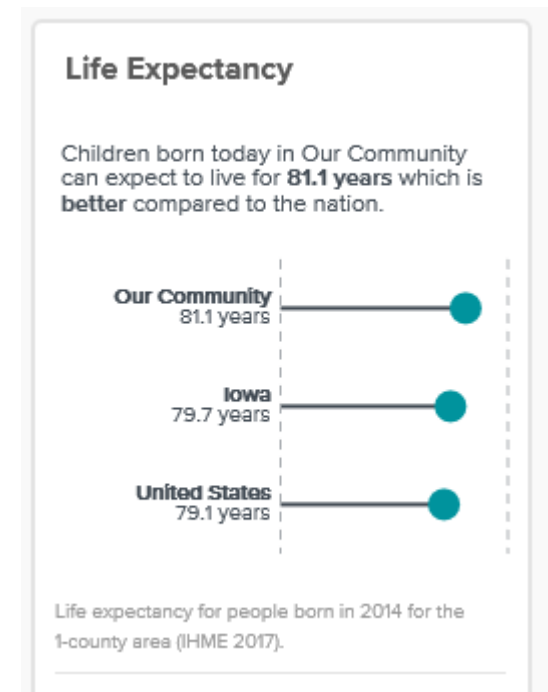 Life Expectancy
Children born today in Our Community
can expect to live for 81.1 years which is
better compared to the nation.
Our Community
81.1 years
Iowa
79.7 years
United States
79.1 years
Life expectancy for people born in 2014 for the
1-county area (IHME 2017).